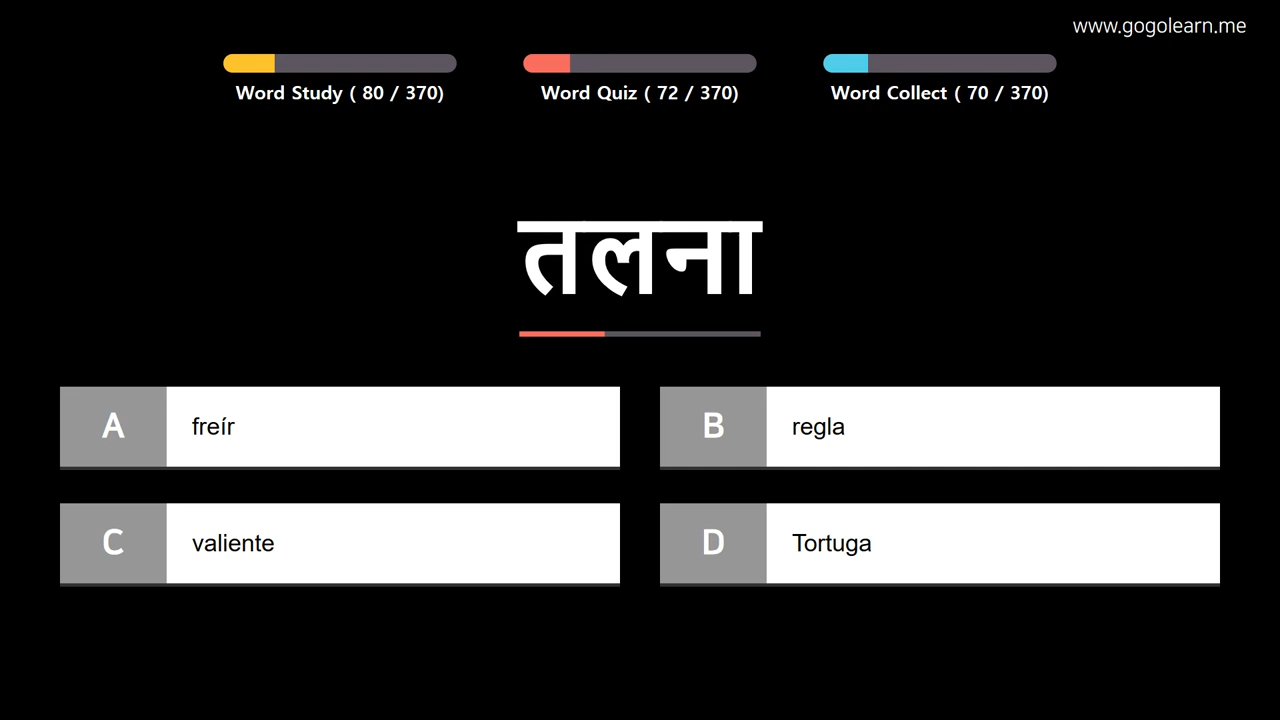 www.gogolearn.me
Word Study ( 80 / 370)
Word Quiz ( 72 / 370)
Word Collect ( 70 / 370)
तलना
A freír
B regla
C valiente
D Tortuga